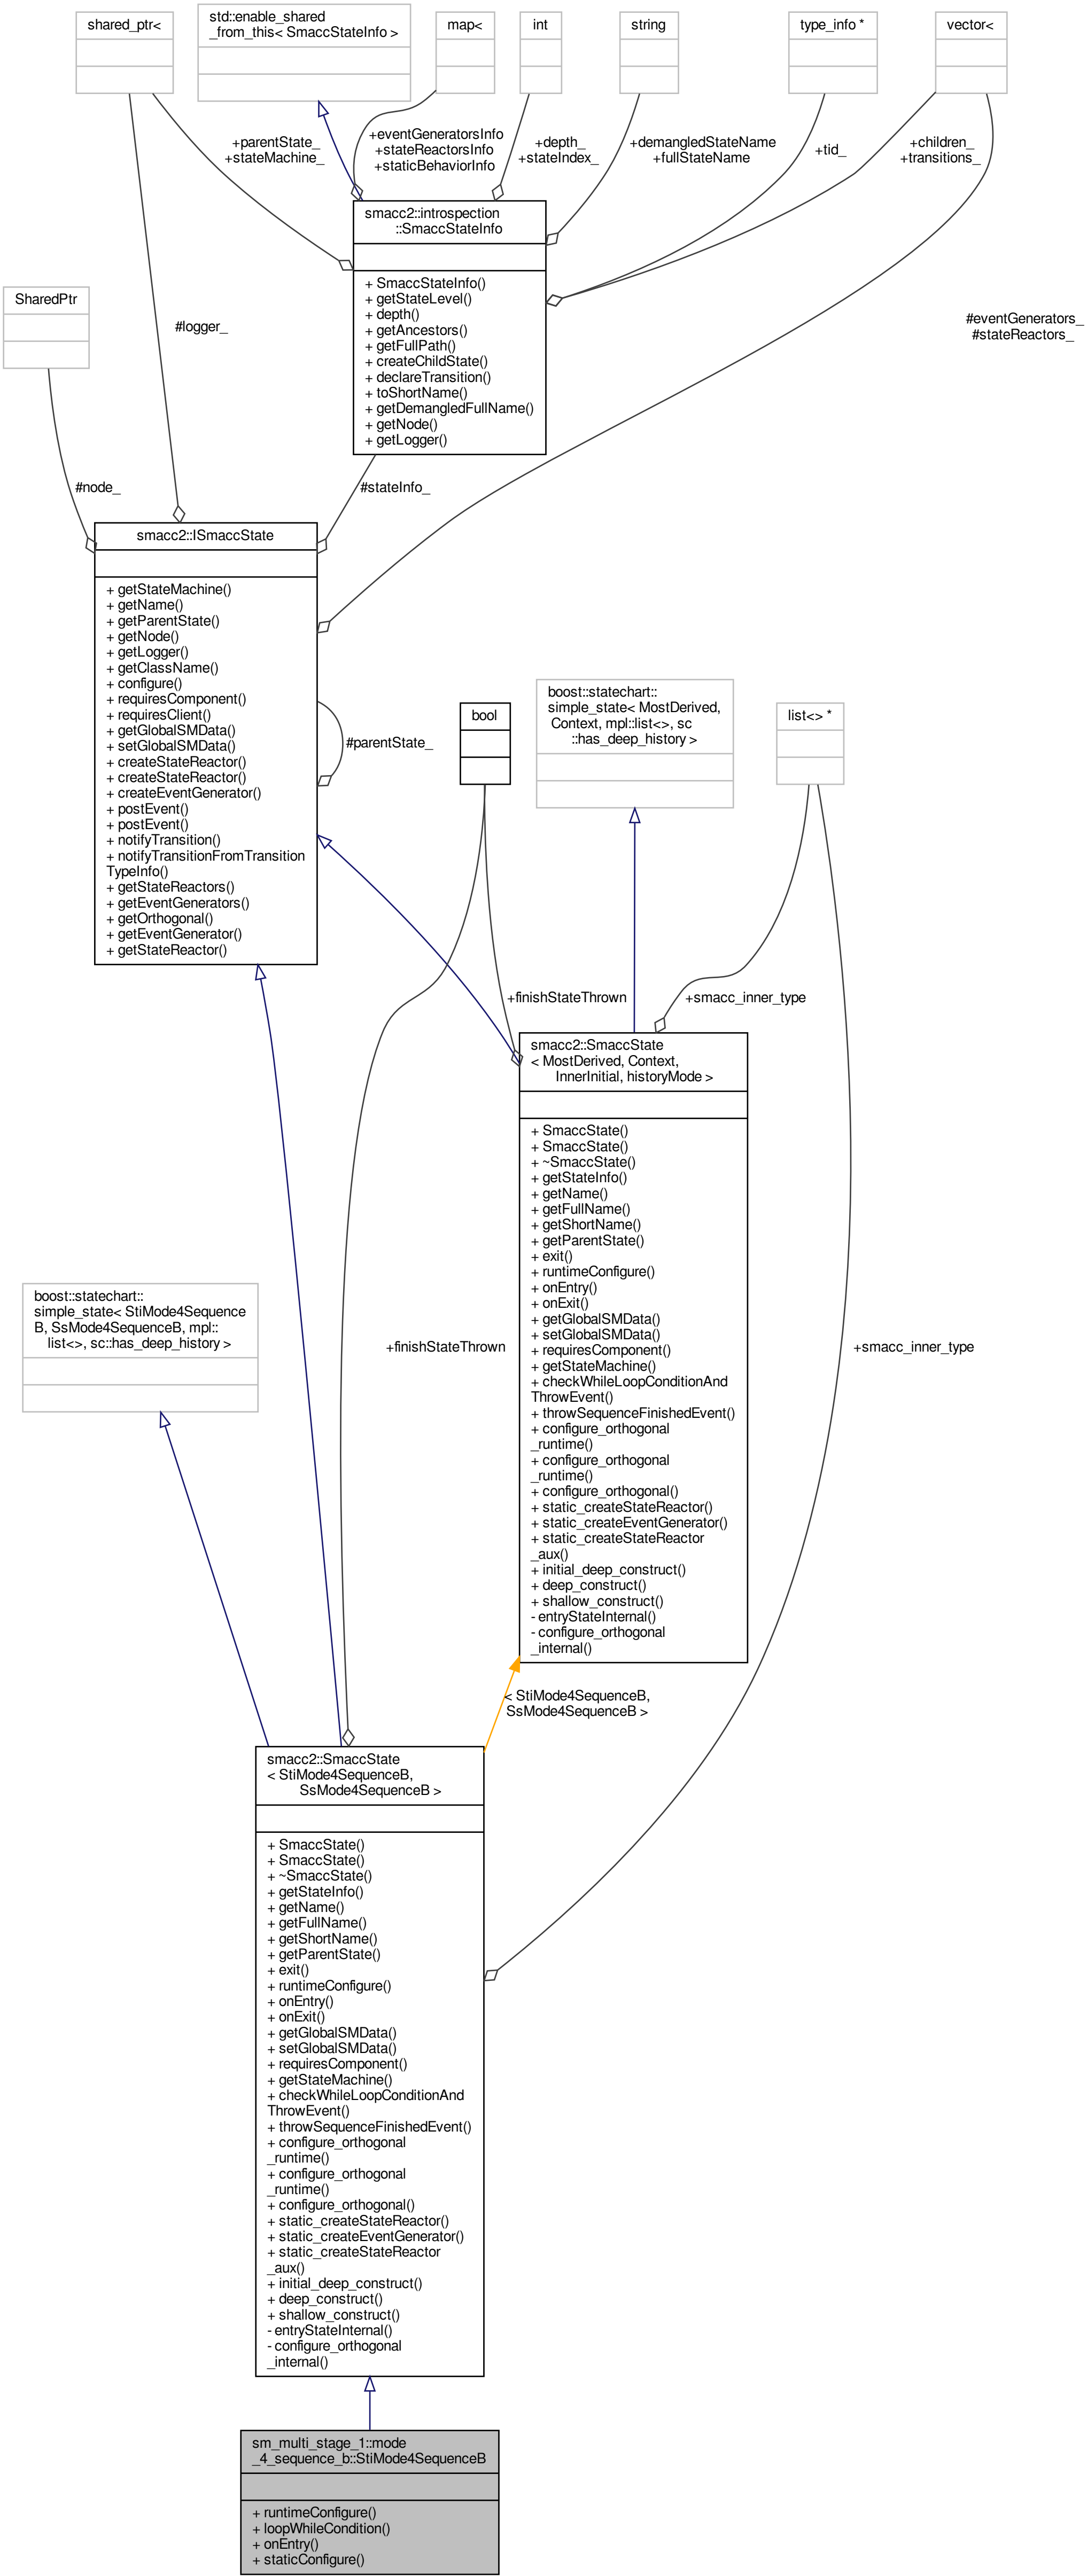 shared_ptr<
std::enable_shared
_from_this< SmaccStateInfo >
map<
int
string
type_info *
vector<
+parentState_
+stateMachine_
+eventGeneratorsInfo
+stateReactorsInfo
+staticBehaviorInfo
+depth_
+stateIndex_
+demangledStateName
+fullStateName
+tid_
+children_
+transitions_
smacc2::introspection
::SmaccStateInfo
+ SmaccStateInfo()
+ getStateLevel()
+ depth()
+ getAncestors()
+ getFullPath()
+ createChildState()
+ declareTransition()
+ toShortName()
+ getDemangledFullName()
+ getNode()
+ getLogger()
SharedPtr
#logger_
#eventGenerators_
#stateReactors_
#node_
#stateInfo_
smacc2::ISmaccState
+ getStateMachine()
+ getName()
+ getParentState()
+ getNode()
+ getLogger()
+ getClassName()
+ configure()
+ requiresComponent()
+ requiresClient()
+ getGlobalSMData()
+ setGlobalSMData()
+ createStateReactor()
+ createStateReactor()
+ createEventGenerator()
+ postEvent()
+ postEvent()
+ notifyTransition()
+ notifyTransitionFromTransition
TypeInfo()
+ getStateReactors()
+ getEventGenerators()
+ getOrthogonal()
+ getEventGenerator()
+ getStateReactor()
#parentState_
bool
boost::statechart::
simple_state< MostDerived,
Context, mpl::list<>, sc
::has_deep_history >
list<> *
+finishStateThrown
+smacc_inner_type
smacc2::SmaccState
< MostDerived, Context,
InnerInitial, historyMode >
+ SmaccState()
+ SmaccState()
+ ~SmaccState()
+ getStateInfo()
+ getName()
+ getFullName()
+ getShortName()
+ getParentState()
+ exit()
+ runtimeConfigure()
+ onEntry()
+ onExit()
+ getGlobalSMData()
+ setGlobalSMData()
+ requiresComponent()
+ getStateMachine()
+ checkWhileLoopConditionAnd
ThrowEvent()
+ throwSequenceFinishedEvent()
+ configure_orthogonal
_runtime()
+ configure_orthogonal
_runtime()
+ configure_orthogonal()
+ static_createStateReactor()
+ static_createEventGenerator()
+ static_createStateReactor
_aux()
+ initial_deep_construct()
+ deep_construct()
+ shallow_construct()
- entryStateInternal()
- configure_orthogonal
_internal()
boost::statechart::
simple_state< StiMode4Sequence
B, SsMode4SequenceB, mpl::
list<>, sc::has_deep_history >
+finishStateThrown
+smacc_inner_type
< StiMode4SequenceB,
SsMode4SequenceB >
smacc2::SmaccState
< StiMode4SequenceB,
SsMode4SequenceB >
+ SmaccState()
+ SmaccState()
+ ~SmaccState()
+ getStateInfo()
+ getName()
+ getFullName()
+ getShortName()
+ getParentState()
+ exit()
+ runtimeConfigure()
+ onEntry()
+ onExit()
+ getGlobalSMData()
+ setGlobalSMData()
+ requiresComponent()
+ getStateMachine()
+ checkWhileLoopConditionAnd
ThrowEvent()
+ throwSequenceFinishedEvent()
+ configure_orthogonal
_runtime()
+ configure_orthogonal
_runtime()
+ configure_orthogonal()
+ static_createStateReactor()
+ static_createEventGenerator()
+ static_createStateReactor
_aux()
+ initial_deep_construct()
+ deep_construct()
+ shallow_construct()
- entryStateInternal()
- configure_orthogonal
_internal()
sm_multi_stage_1::mode
_4_sequence_b::StiMode4SequenceB
+ runtimeConfigure()
+ loopWhileCondition()
+ onEntry()
+ staticConfigure()